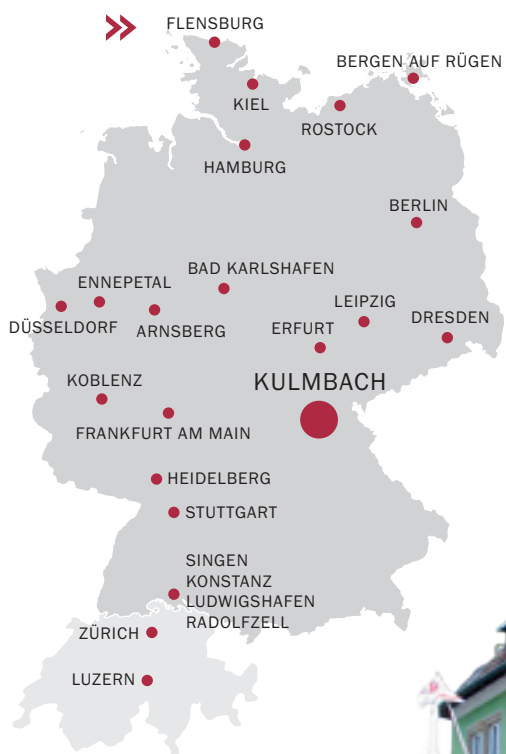 FLENSBURG
BERGEN AUF RÜGEN
KIEL
ROSTOCK
HAMBURG
BERLIN
BAD KARLSHAFEN
ENNEPETAL
LEIPZIG
DÜSSELDORF
ARNSBERG
ERFURT
DRESDEN
KOBLENZ
KULMBACH
FRANKFURT AM MAIN
HEIDELBERG
STUTTGART
SINGEN
KONSTANZ
LUDWIGSHAFEN
RADOLFZELL
ZÜRICH
LUZERN